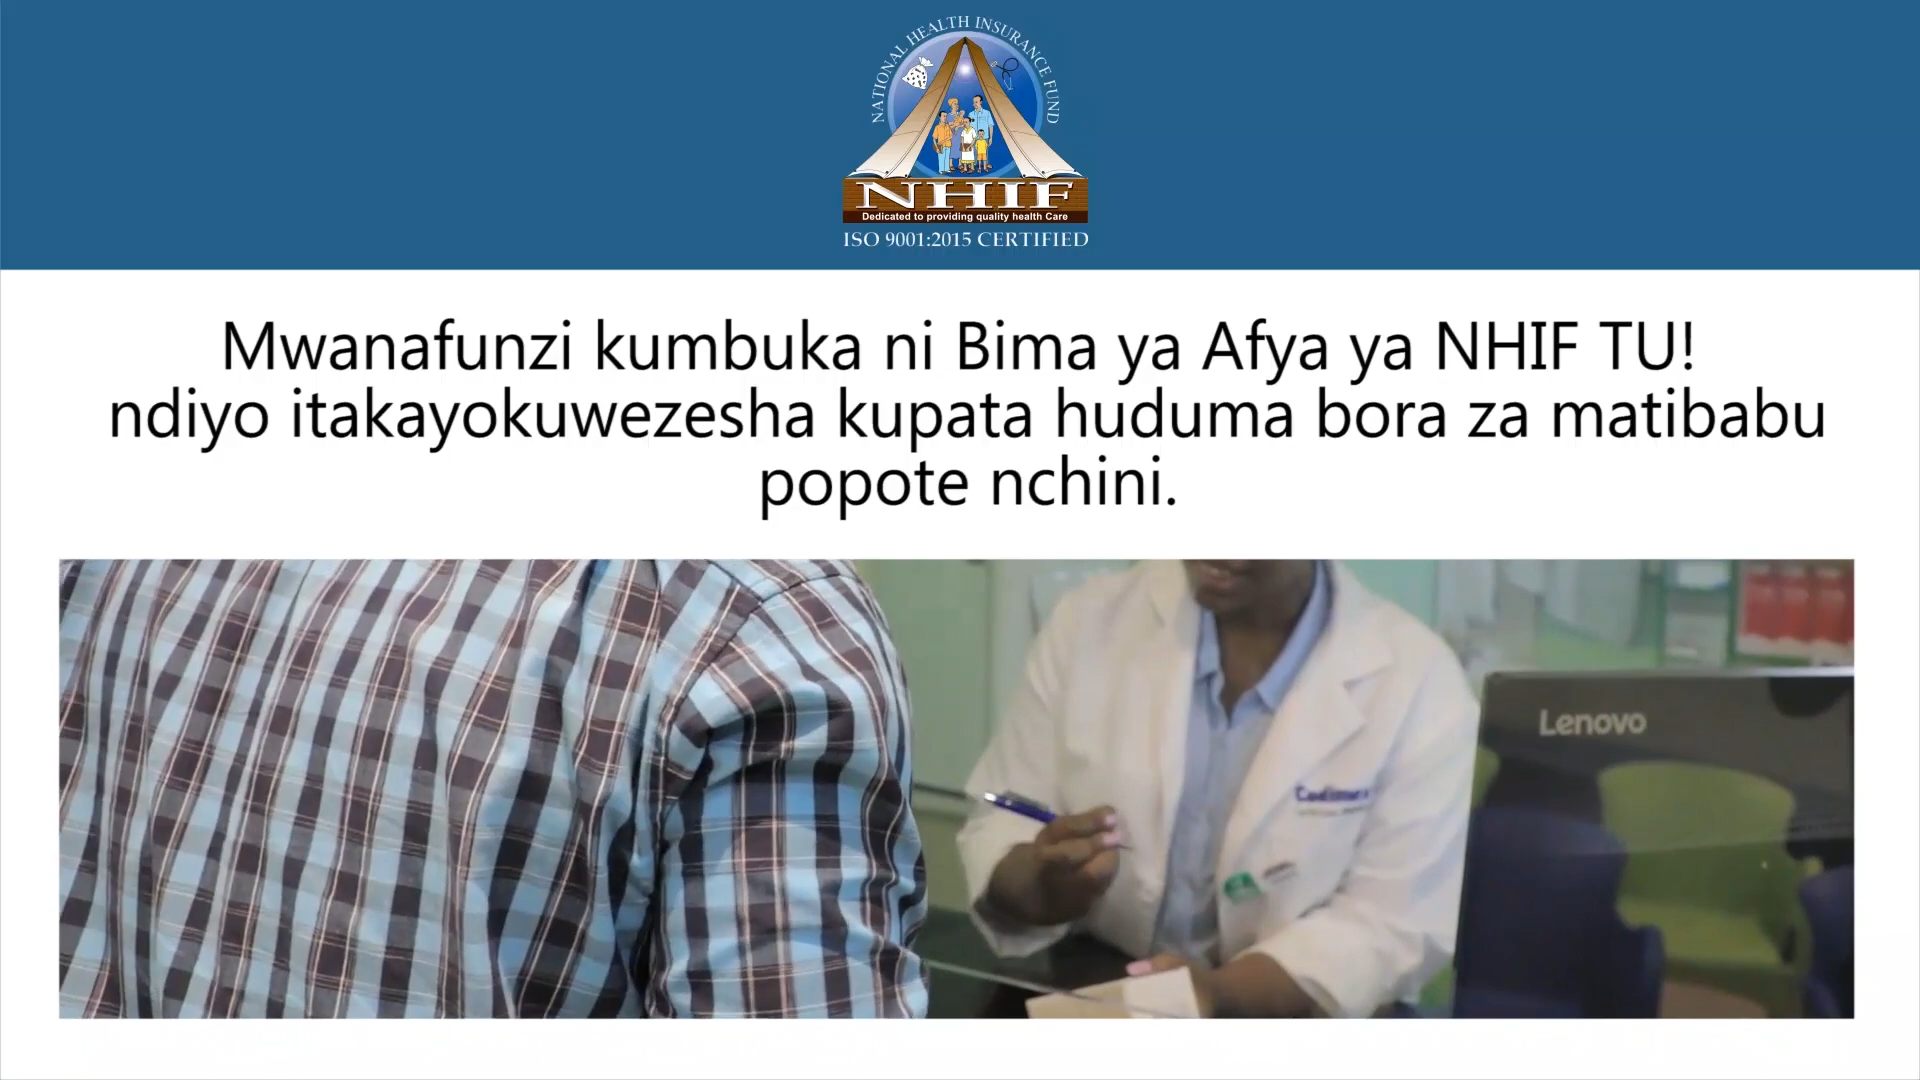 NATIONAL HEALTH INSURANCE FUND
NHIF
Dedicated to providing quality health Care
ISO 9001:2015 CERTIFIED
Mwanafunzi kumbuka ni Bima ya Afya ya NHIF TU!
ndiyo itakayokuwezesha kupata huduma bora za matibabu
popote nchini.
Lenovo